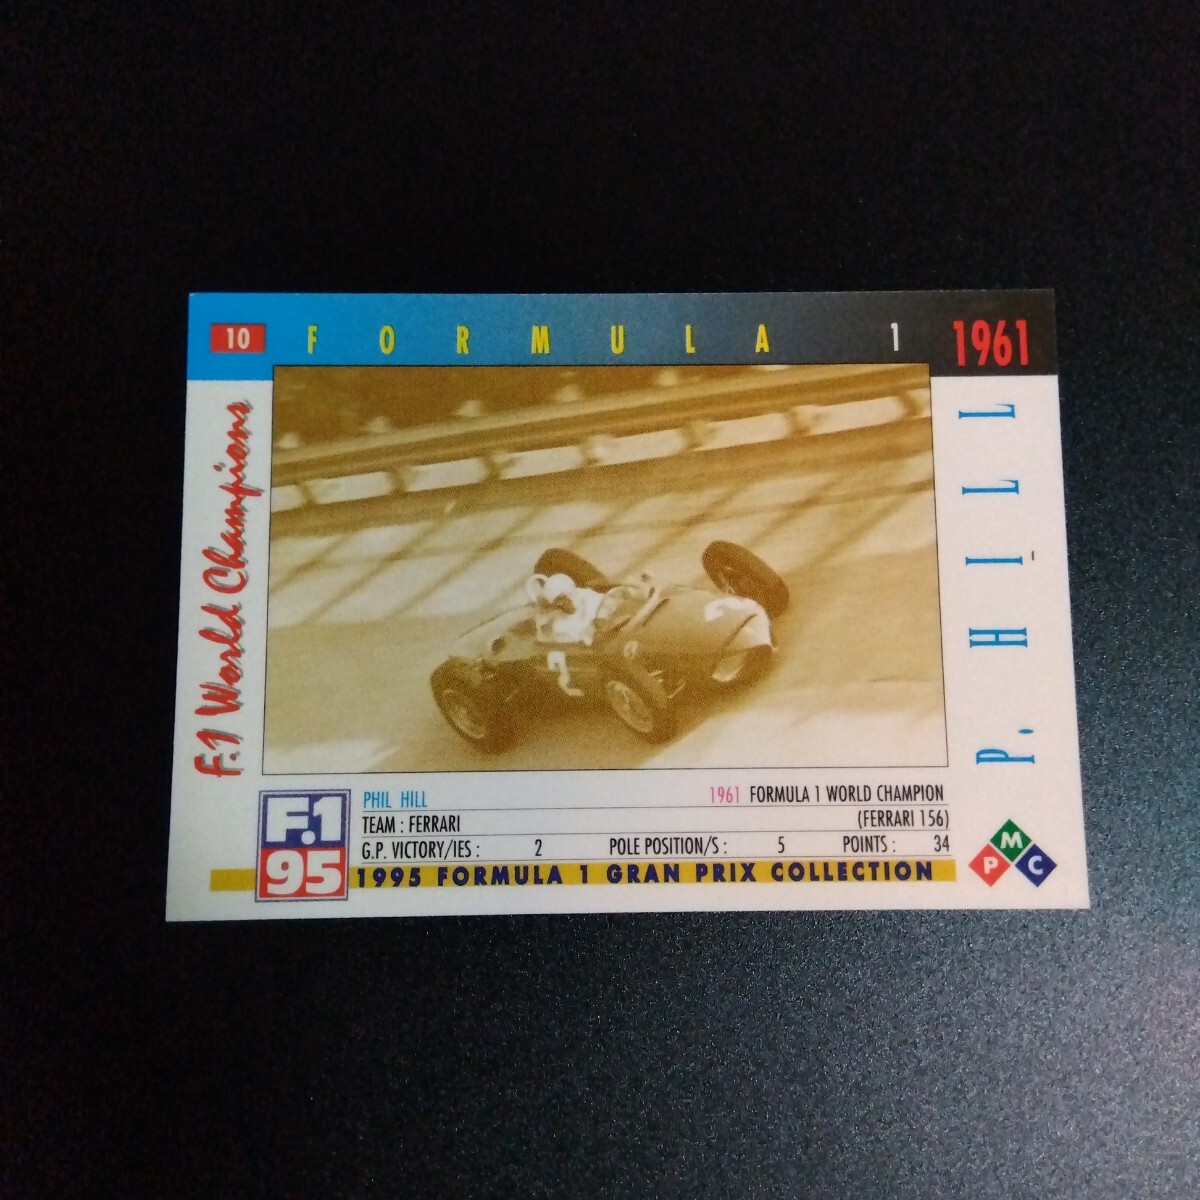 10 FORMULA 1 1961
F.1 World Champions
P. HILL
7
F.1
95
PHIL HILL 1961 FORMULA 1 WORLD CHAMPION
TEAM : FERRARI (FERRARI 156)
G.P. VICTORY/IES : 2 POLE POSITION/S : 5 POINTS : 34
1995 FORMULA 1 GRAN PRIX COLLECTION
P M C